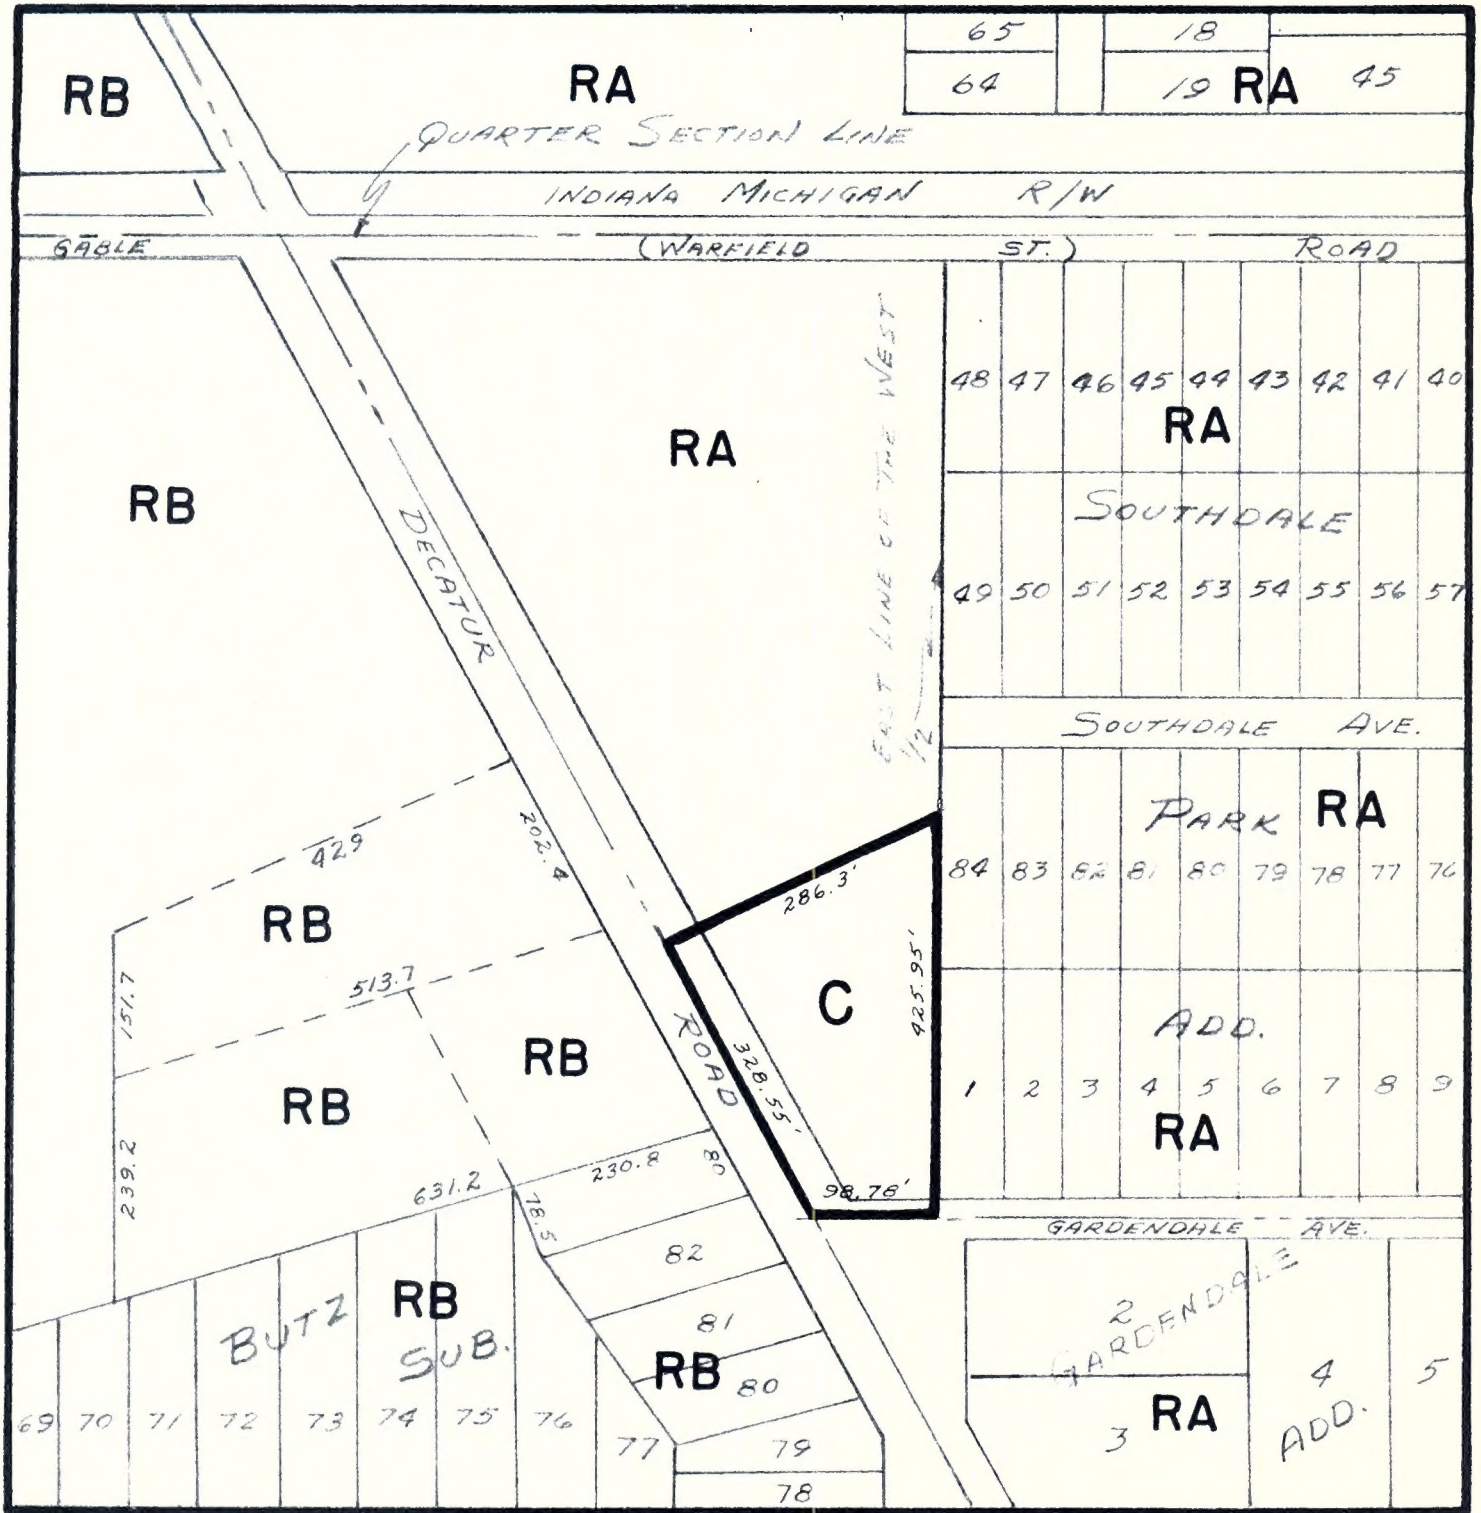 65 18
RB RA 64 19 RA 45
QUARTER SECTION LINE
INDIANA MICHIGAN R/W
GABLE (WARFIELD ST.) ROAD
EAST LINE OF THE WEST
1/2
48 47 46 45 44 43 42 41 40
RA
RA
RB
SOUTHDALE
DECATUR
49 50 51 52 53 54 55 56 57
SOUTHDALE AVE.
PARK RA
84 83 82 81 80 79 78 77 76
429
202.4
286.3'
RB
151.7
513.7
C
425.95'
ROAD
328.55'
ADD.
RB
RB
1 2 3 4 5 6 7 8 9
RA
239.2
631.2
230.8
80
78.5
98.78'
GARDENDALE AVE.
82
RB
BUTZ
SUB.
81
RB
80
2
GARDENDALE
4
5
ADD.
3 RA
69 70 71 72 73 74 75 76
77 79
78